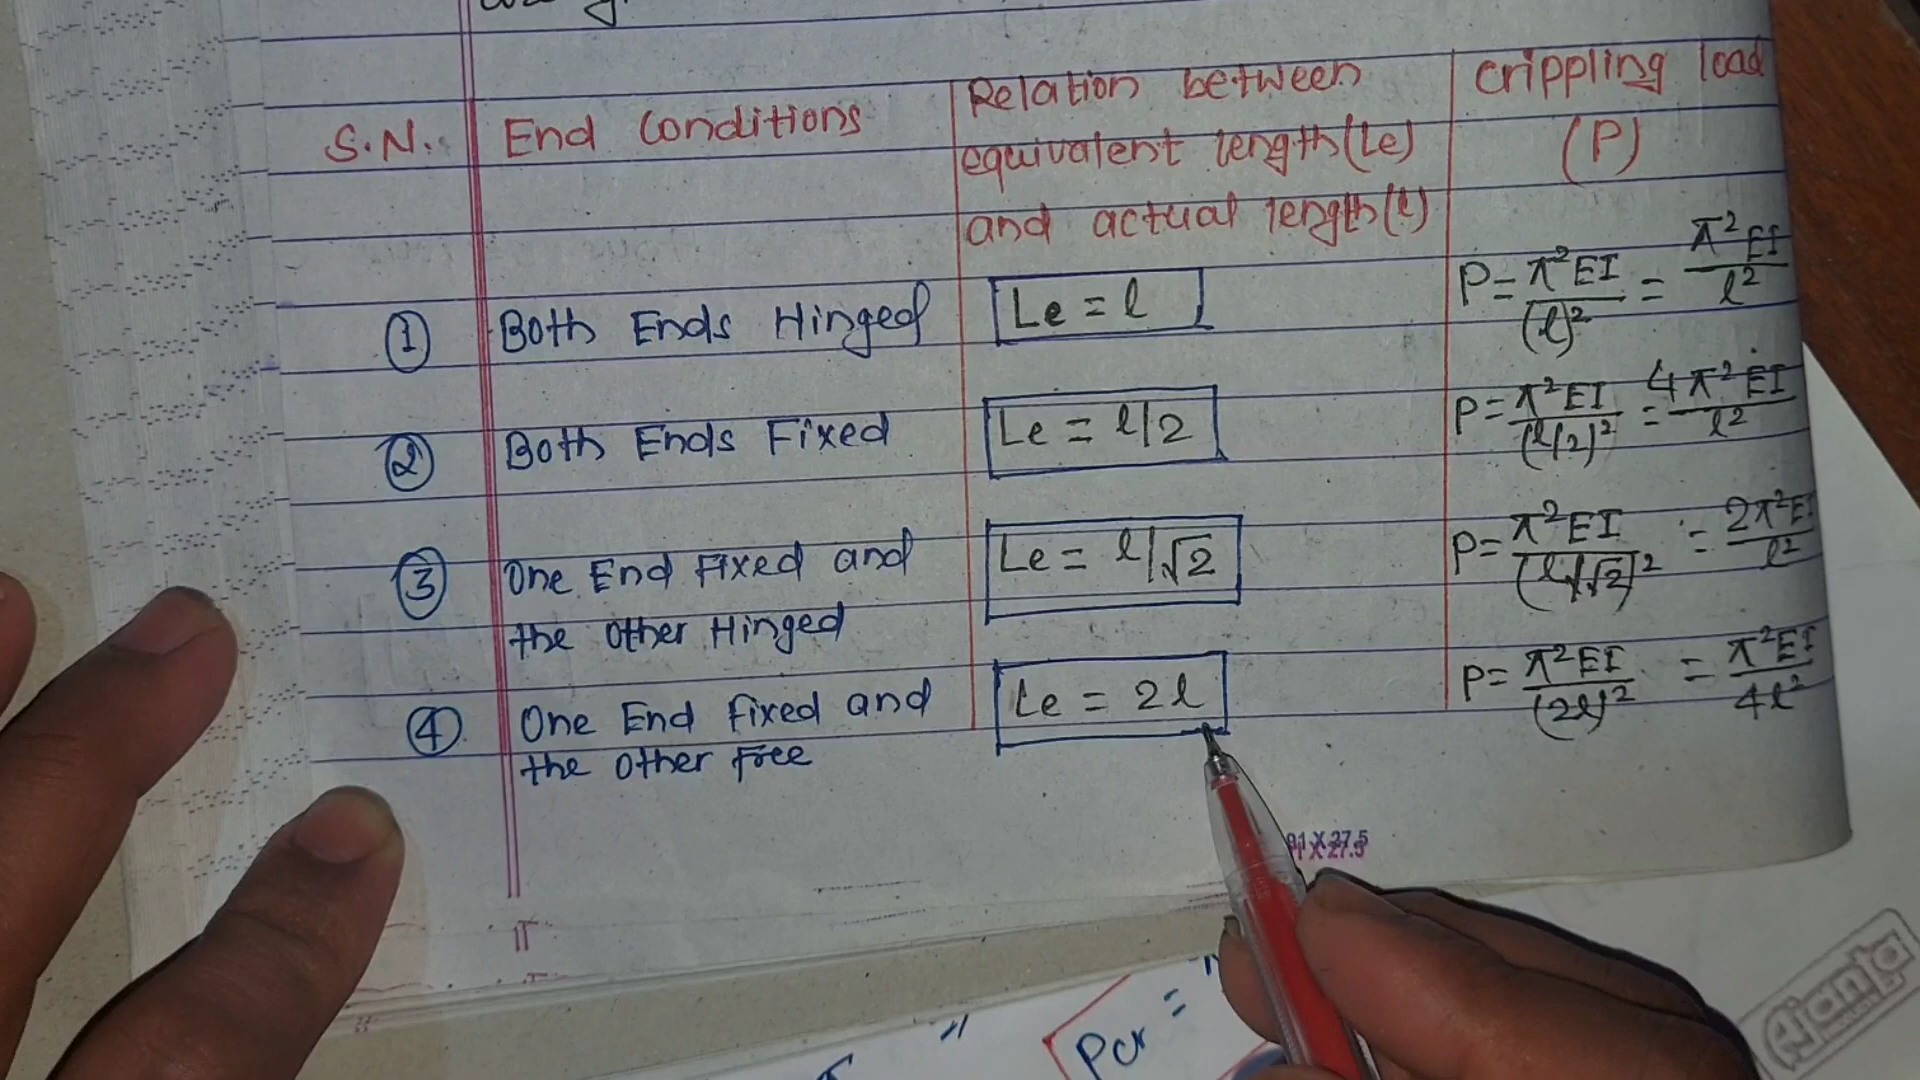 S.N. End Conditions Relation between equivalent length(Le) and actual length(l) Crippling load (P)
① Both Ends Hinged Le = l P = π²EI/(l)² = π²EI/l²
② Both Ends Fixed Le = l/2 P = π²EI/(l/2)² = 4π²EI/l²
③ One End Fixed and the Other Hinged Le = l/√2 P = π²EI/(l/√2)² = 2π²EI/l²
④ One End Fixed and the Other Free Le = 2l P = π²EI/(2l)² = π²EI/4l²
Pcr =
Ajanta